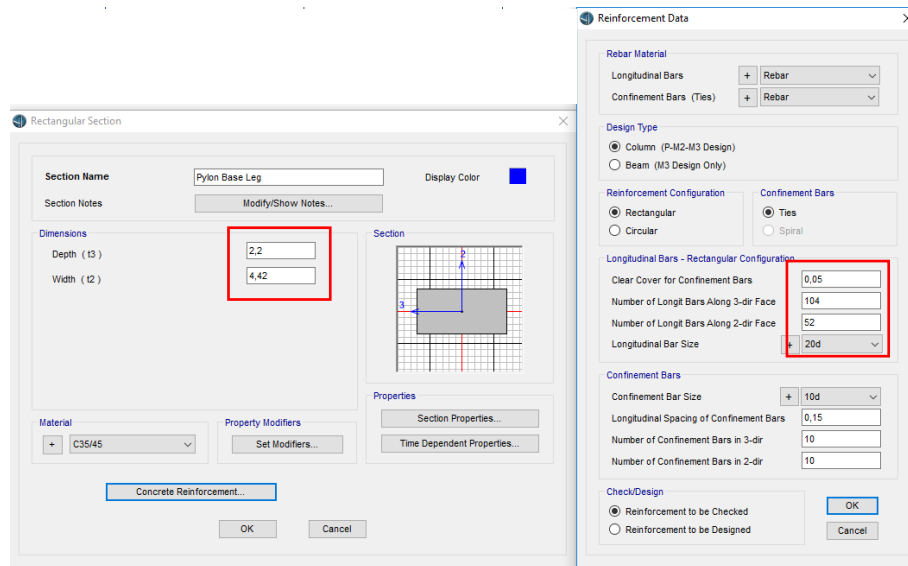 Rectangular Section
Section Name
Pylon Base Leg
Display Color
Section Notes
Modify/Show Notes...
Dimensions
Depth ( t3 )
2,2
Width ( t2 )
4,42
Section
2
3
Properties
Section Properties...
Time Dependent Properties...
Material
+
C35/45
Property Modifiers
Set Modifiers...
Concrete Reinforcement...
OK
Cancel
Reinforcement Data
Rebar Material
Longitudinal Bars
+
Rebar
Confinement Bars (Ties)
+
Rebar
Design Type
Column (P-M2-M3 Design)
Beam (M3 Design Only)
Reinforcement Configuration
Rectangular
Circular
Confinement Bars
Ties
Spiral
Longitudinal Bars - Rectangular Configuration
Clear Cover for Confinement Bars
0,05
Number of Longit Bars Along 3-dir Face
104
Number of Longit Bars Along 2-dir Face
52
Longitudinal Bar Size
+
20d
Confinement Bars
Confinement Bar Size
+
10d
Longitudinal Spacing of Confinement Bars
0,15
Number of Confinement Bars in 3-dir
10
Number of Confinement Bars in 2-dir
10
Check/Design
Reinforcement to be Checked
Reinforcement to be Designed
OK
Cancel